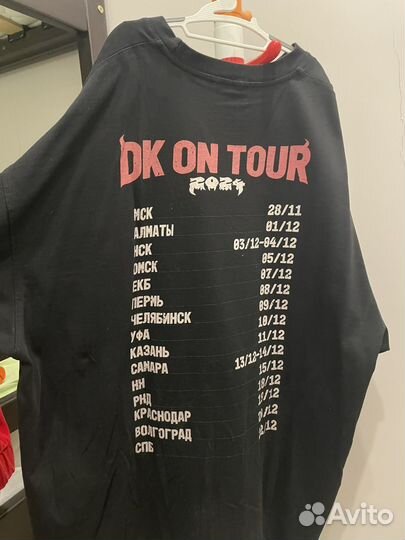 DK ON TOUR
2024
МСК 28/11
АЛМАТЫ 01/12
НСК 03/12-04/12
ОМСК 05/12
ЕКБ 07/12
ПЕРМЬ 08/12
ЧЕЛЯБИНСК 09/12
УФА 10/12
КАЗАНЬ 11/12
САМАРА 13/12-14/12
НН 15/12
РНД
КРАСНОДАР
ВОЛГОГРАД
СПБ
Avito